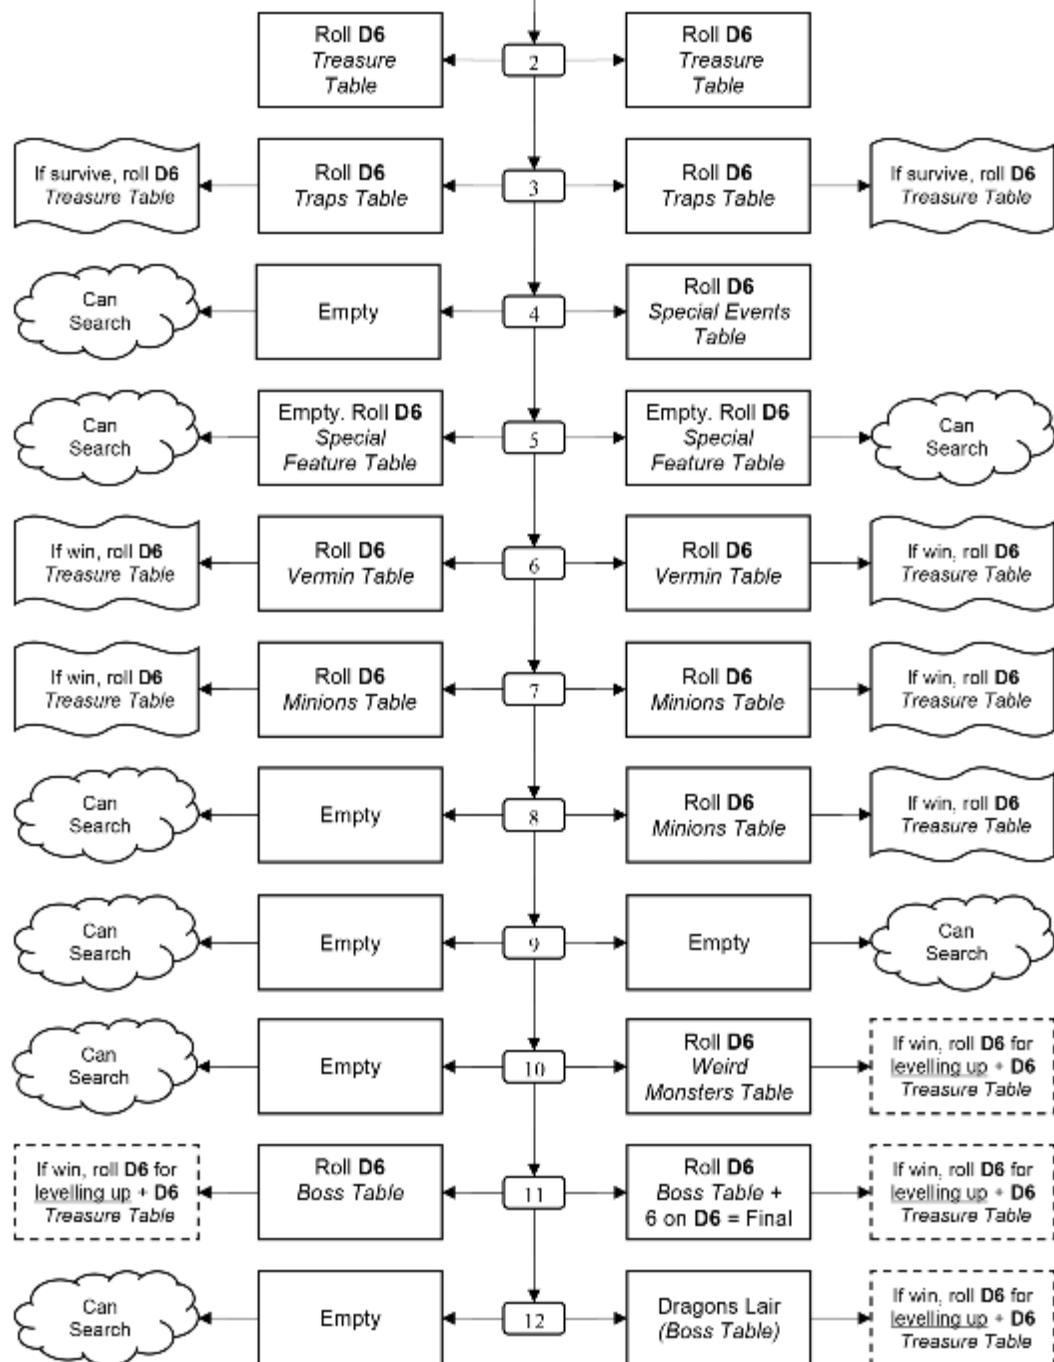 Roll D6
Treasure
Table
2
Roll D6
Treasure
Table
If survive, roll D6
Treasure Table
Roll D6
Traps Table
3
Roll D6
Traps Table
If survive, roll D6
Treasure Table
Can
Search
Empty
4
Roll D6
Special Events
Table
Can
Search
Empty. Roll D6
Special
Feature Table
5
Empty. Roll D6
Special
Feature Table
Can
Search
If win, roll D6
Treasure Table
Roll D6
Vermin Table
6
Roll D6
Vermin Table
If win, roll D6
Treasure Table
If win, roll D6
Treasure Table
Roll D6
Minions Table
7
Roll D6
Minions Table
If win, roll D6
Treasure Table
Can
Search
Empty
8
Roll D6
Minions Table
If win, roll D6
Treasure Table
Can
Search
Empty
9
Empty
Can
Search
Can
Search
Empty
10
Roll D6
Weird
Monsters Table
If win, roll D6 for
levelling up + D6
Treasure Table
If win, roll D6 for
levelling up + D6
Treasure Table
Roll D6
Boss Table
11
Roll D6
Boss Table +
6 on D6 = Final
If win, roll D6 for
levelling up + D6
Treasure Table
Can
Search
Empty
12
Dragons Lair
(Boss Table)
If win, roll D6 for
levelling up + D6
Treasure Table